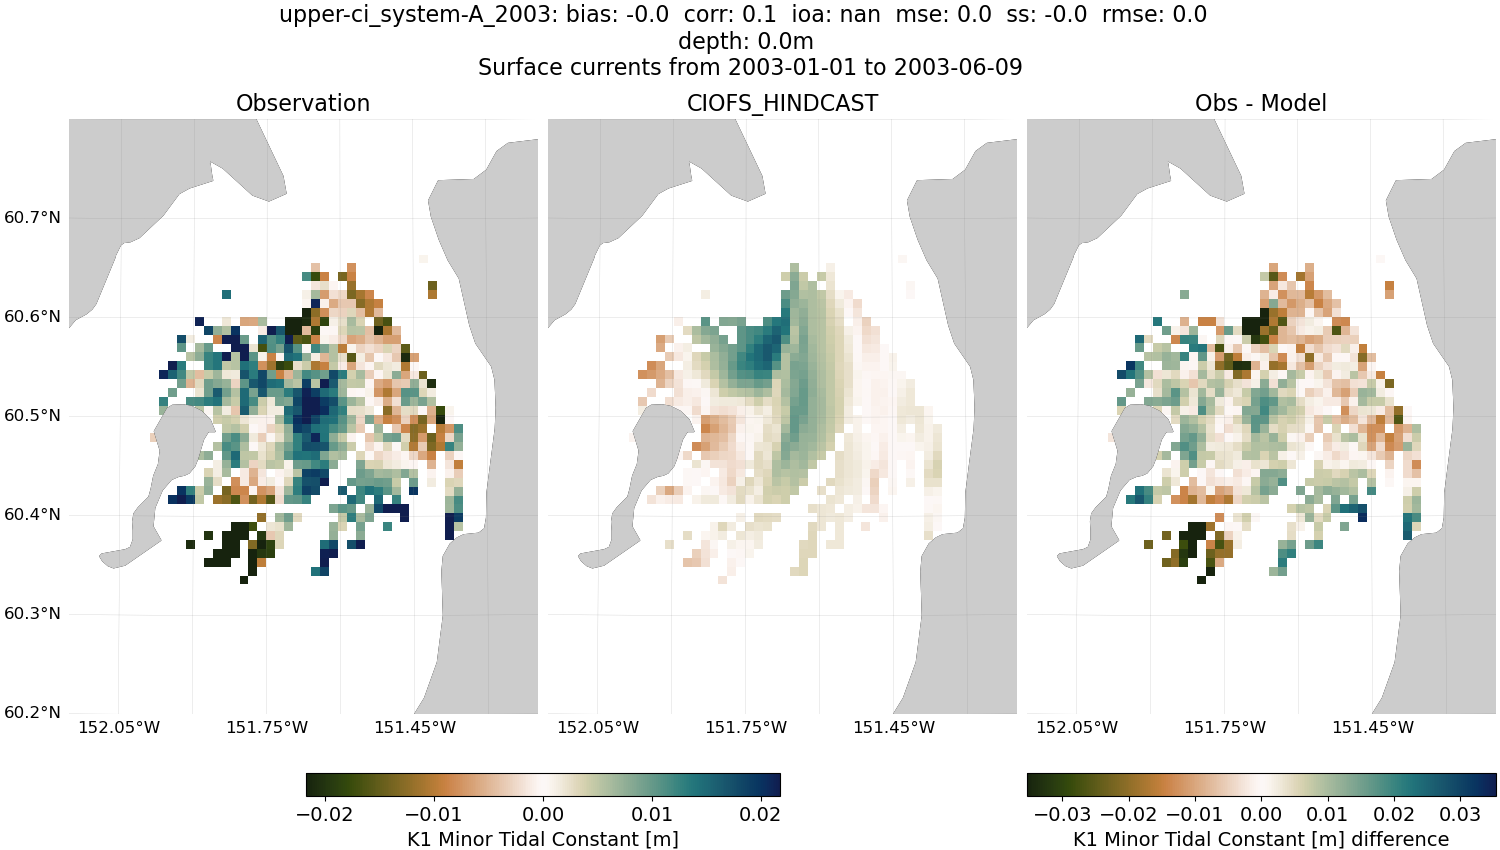 upper-ci_system-A_2003: bias: -0.0  corr: 0.1  ioa: nan  mse: 0.0  ss: -0.0  rmse: 0.0
depth: 0.0m
Surface currents from 2003-01-01 to 2003-06-09
Observation
CIOFS_HINDCAST
Obs - Model
60.7°N
60.6°N
60.5°N
60.4°N
60.3°N
60.2°N
152.05°W 151.75°W 151.45°W
152.05°W 151.75°W 151.45°W
152.05°W 151.75°W 151.45°W
−0.02 −0.01 0.00 0.01 0.02
K1 Minor Tidal Constant [m]
−0.03 −0.02 −0.01 0.00 0.01 0.02 0.03
K1 Minor Tidal Constant [m] difference